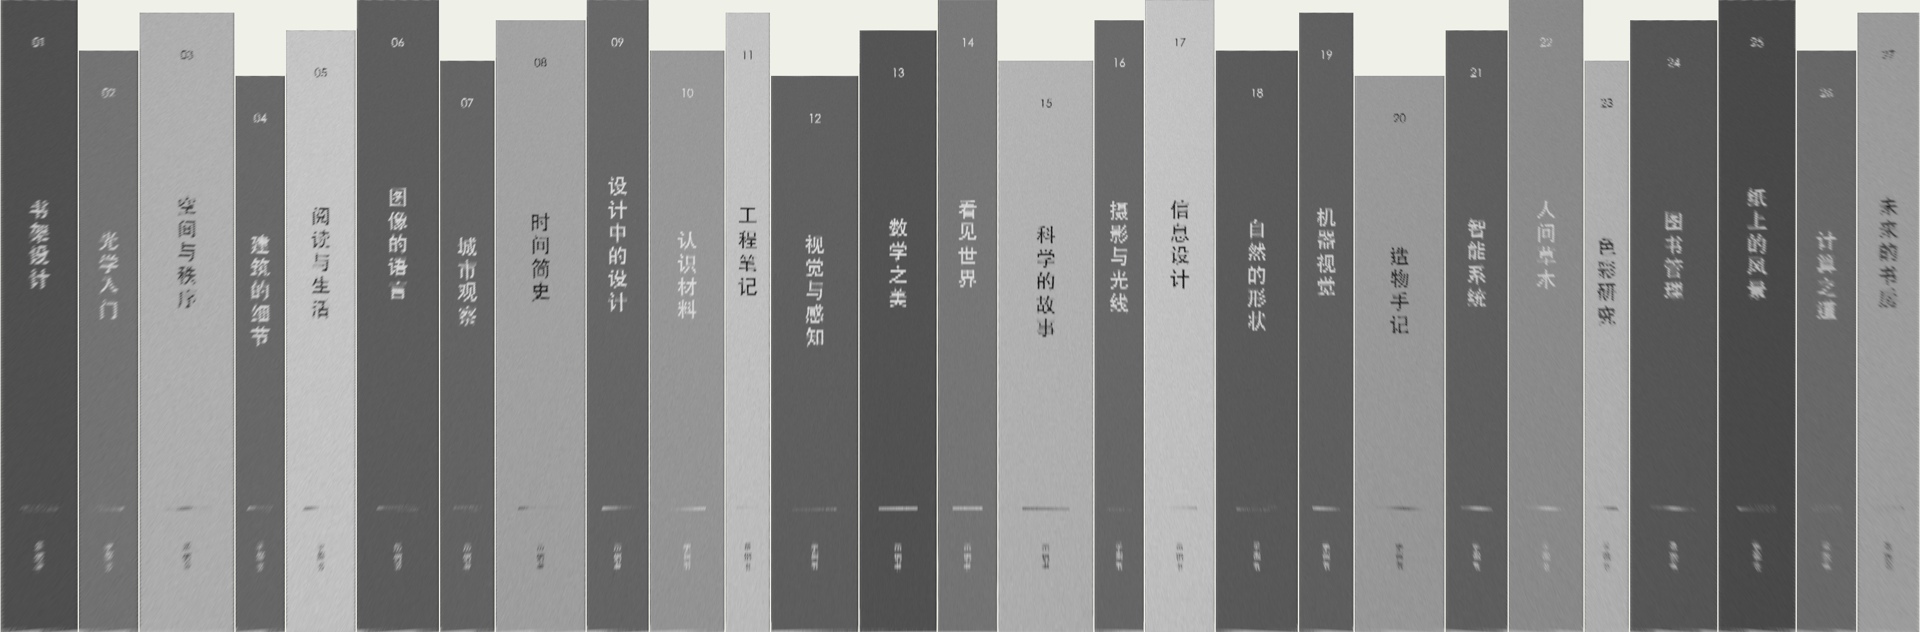 01
书架设计
02
光学入门
03
空间与秩序
04
建筑的细节
05
阅读与生活
06
图像的语言
07
城市观察
08
时间简史
09
设计中的设计
10
认识材料
11
工程笔记
12
视觉与感知
13
数学之美
14
看见世界
15
科学的故事
16
摄影与光线
17
信息设计
18
自然的形状
19
机器视觉
20
造物手记
21
智能系统
22
人间草木
23
色彩研究
24
图书管理
25
纸上的风景
26
计算之道
27
未来的书房